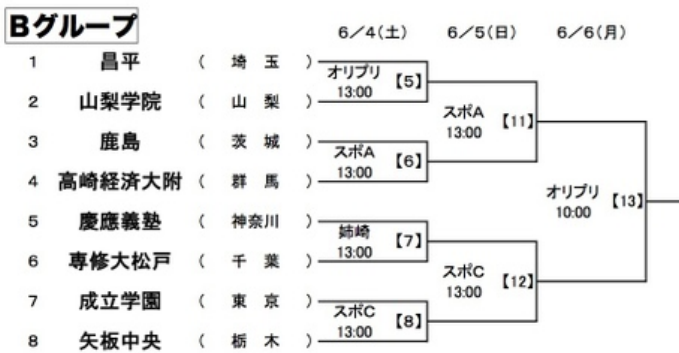 Bグループ
6/4(土) 6/5(日) 6/6(月)
1 昌平 ( 埼 玉 )
オリプリ 【5】
13:00
2 山梨学院 ( 山 梨 )
スポA 【11】
13:00
3 鹿島 ( 茨 城 )
スポA 【6】
13:00
4 高崎経済大附 ( 群 馬 )
オリプリ 【13】
10:00
5 慶應義塾 ( 神奈川 )
姉崎 【7】
13:00
6 専修大松戸 ( 千 葉 )
スポC 【12】
13:00
7 成立学園 ( 東 京 )
スポC 【8】
13:00
8 矢板中央 ( 栃 木 )